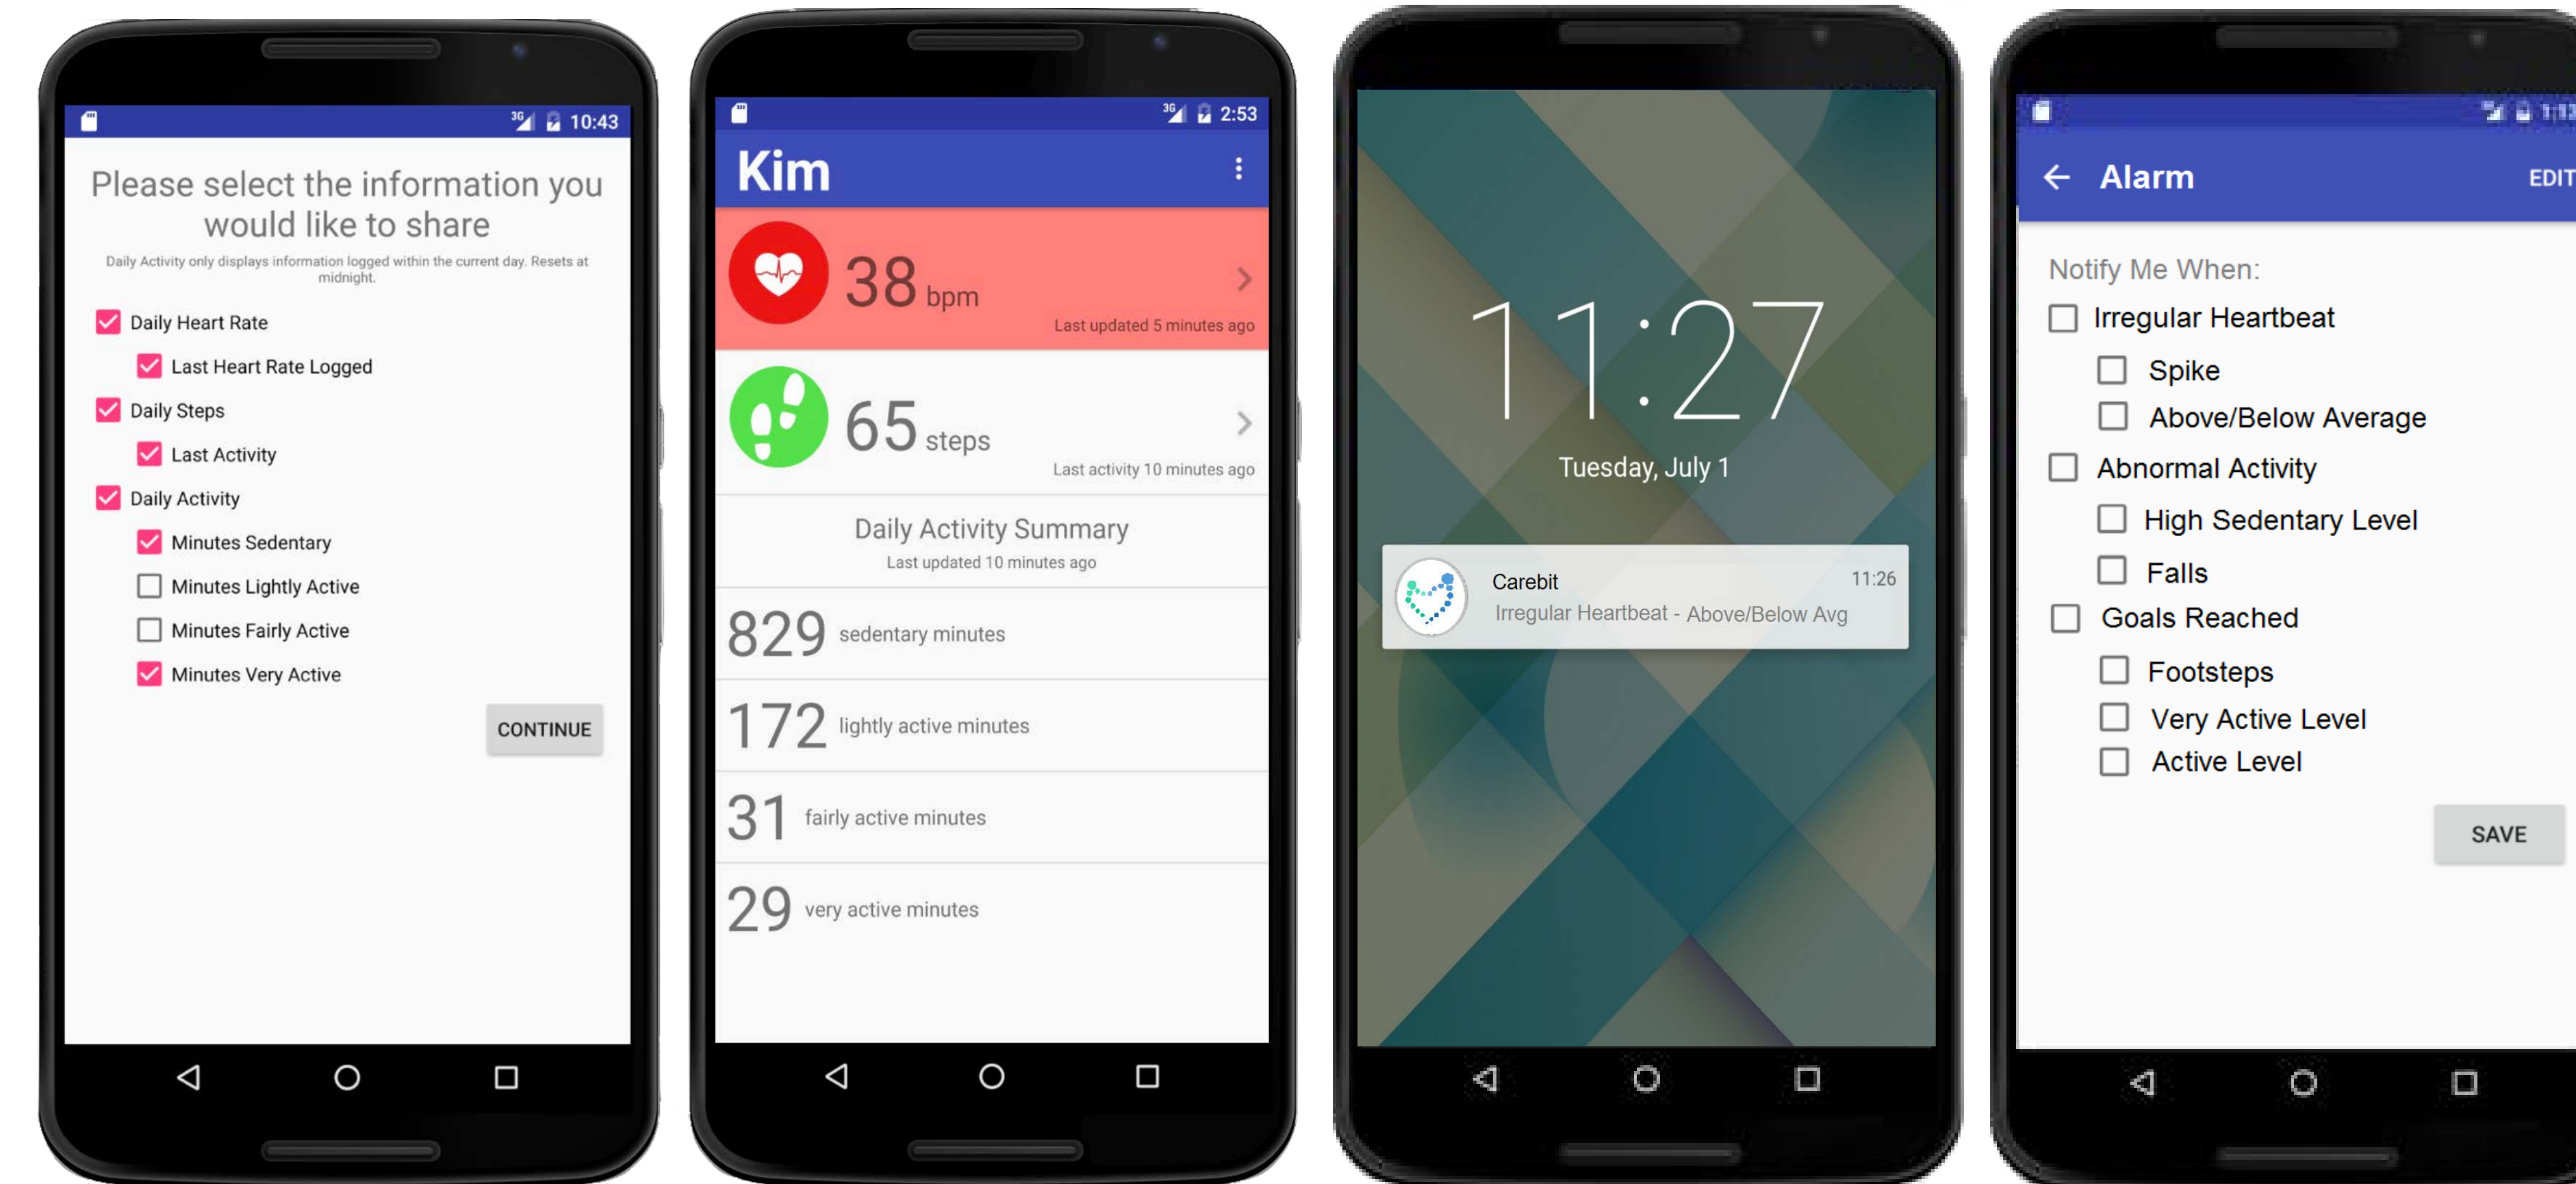 3G 10:43
Please select the information you
would like to share
Daily Activity only displays information logged within the current day. Resets at
midnight.
Daily Heart Rate
Last Heart Rate Logged
Daily Steps
Last Activity
Daily Activity
Minutes Sedentary
Minutes Lightly Active
Minutes Fairly Active
Minutes Very Active
CONTINUE
3G 2:53
Kim
38 bpm
Last updated 5 minutes ago
65 steps
Last activity 10 minutes ago
Daily Activity Summary
Last updated 10 minutes ago
829 sedentary minutes
172 lightly active minutes
31 fairly active minutes
29 very active minutes
11:27
Tuesday, July 1
Carebit 11:26
Irregular Heartbeat - Above/Below Avg
Alarm EDIT
Notify Me When:
Irregular Heartbeat
Spike
Above/Below Average
Abnormal Activity
High Sedentary Level
Falls
Goals Reached
Footsteps
Very Active Level
Active Level
SAVE